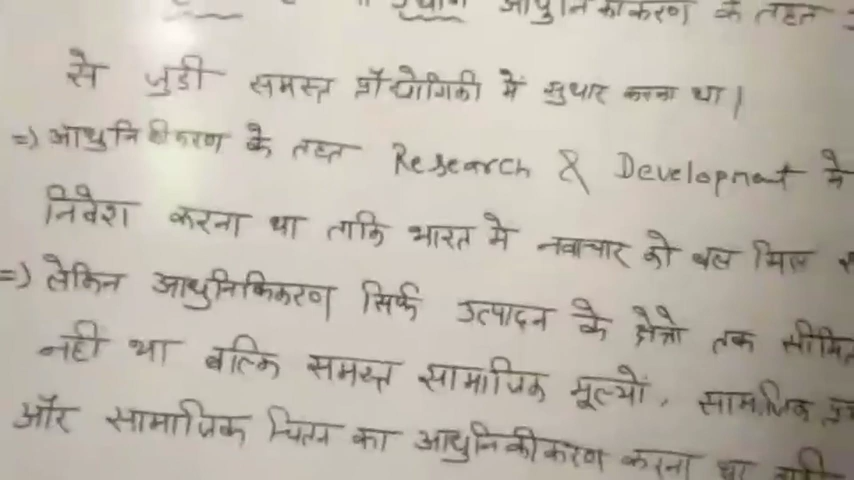 आधुनिकीकरण के तहत
से जुडी समस्त प्रौद्योगिकी में सुधार करना था।
=) आधुनिकीकरण के तहत Research & Development में
निवेश करना था ताकि भारत में नवाचार को बल मिल
=) लेकिन आधुनिकिकरण सिर्फ उत्पादन के क्षेत्रो तक सीमित
नही था बल्कि समस्त सामाजिक मूल्यों, सामाजिक
और सामाजिक चिंतन का आधुनिकीकरण करना था